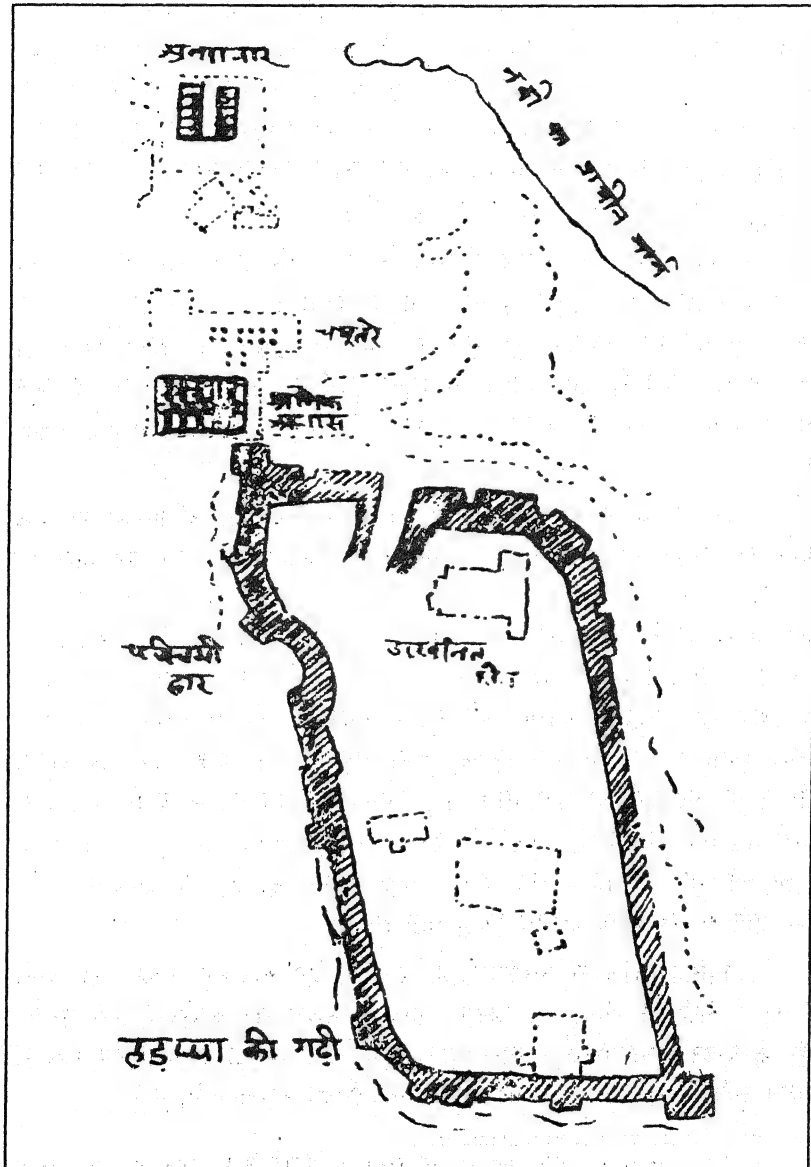 अन्नागार
नदी का प्राचीन मार्ग
चबूतरे
श्रमिक
आवास
पश्चिमी
द्वार
उत्खनित
क्षेत्र
हड़प्पा की गढ़ी